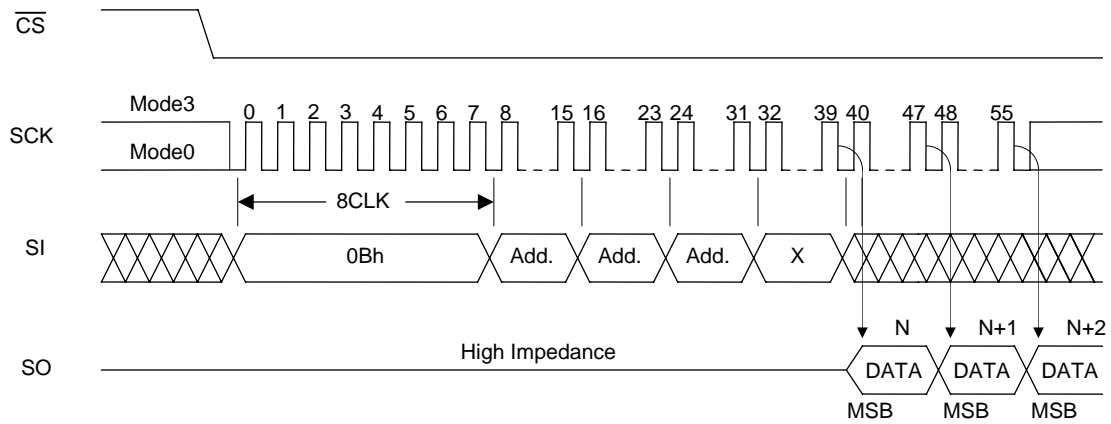 CS
Mode3
0 1 2 3 4 5 6 7 8 15 16 23 24 31 32 39 40 47 48 55
SCK
Mode0
8CLK
SI
0Bh Add. Add. Add. X
N N+1 N+2
High Impedance
SO
DATA DATA DATA
MSB MSB MSB